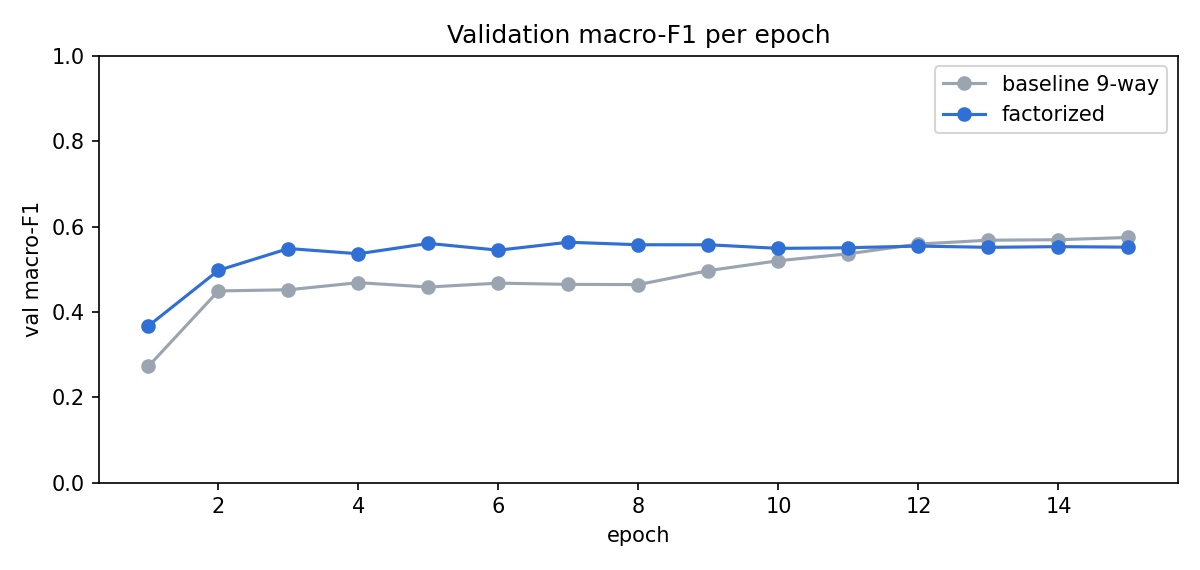 Validation macro-F1 per epoch
1.0
0.8
0.6
0.4
0.2
0.0
val macro-F1
baseline 9-way
factorized
2 4 6 8 10 12 14
epoch